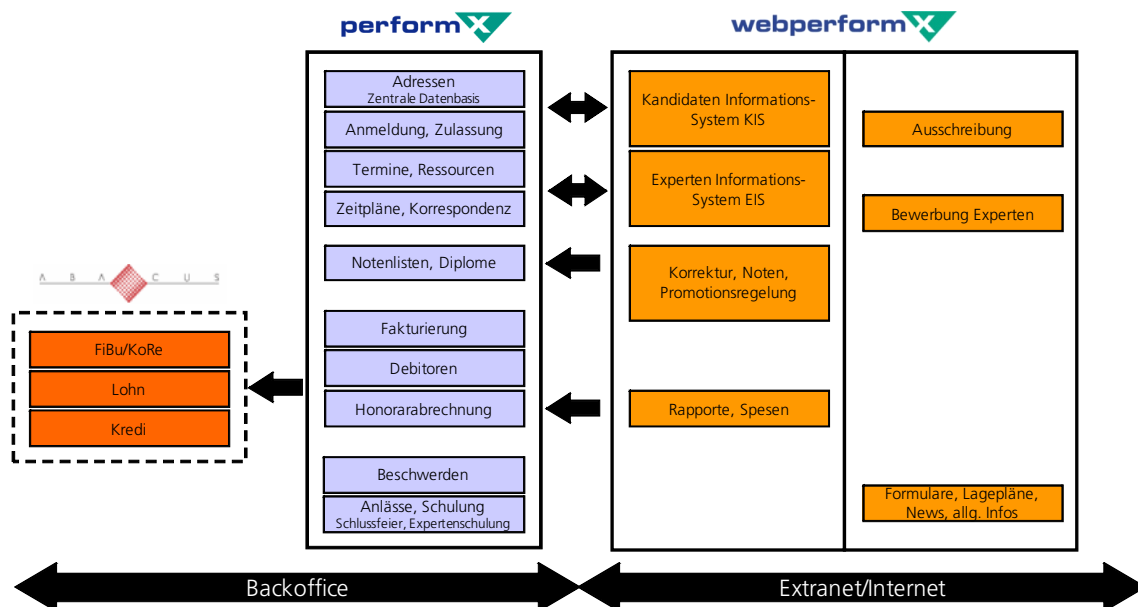 performX
webperformX
Adressen
Zentrale Datenbasis
Anmeldung, Zulassung
Termine, Ressourcen
Zeitpläne, Korrespondenz
Notenlisten, Diplome
Fakturierung
Debitoren
Honorarabrechnung
Beschwerden
Anlässe, Schulung
Schlussfeier, Expertenschulung
Kandidaten Informations-
System KIS
Experten Informations-
System EIS
Korrektur, Noten,
Promotionsregelung
Rapporte, Spesen
Ausschreibung
Bewerbung Experten
Formulare, Lagepläne,
News, allg. Infos
ABACUS
FiBu/KoRe
Lohn
Kredi
Backoffice
Extranet/Internet